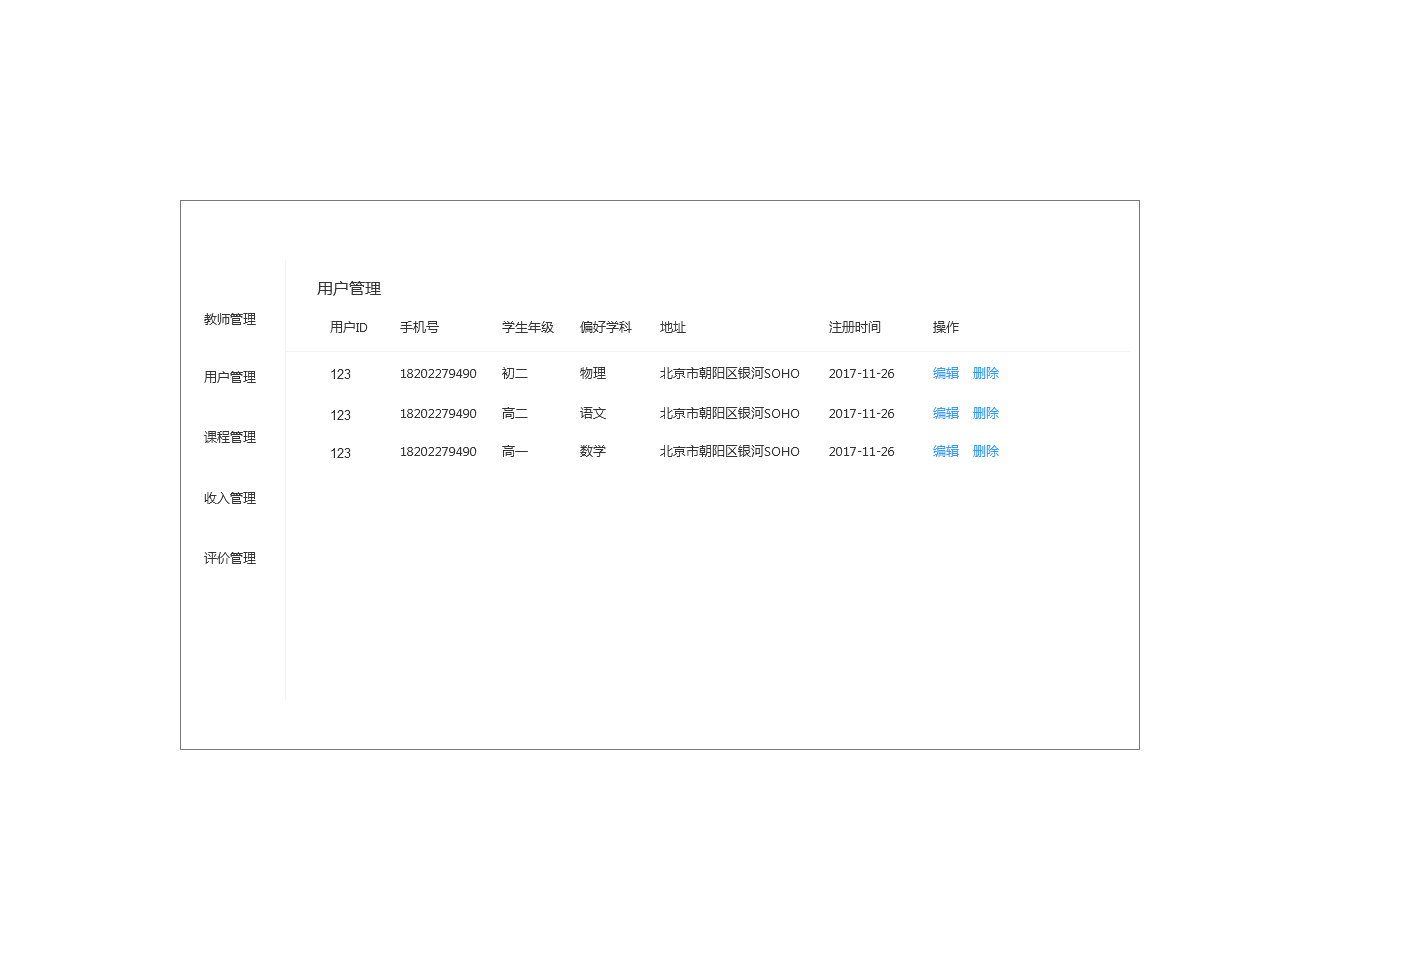 教师管理
用户管理
课程管理
收入管理
评价管理
用户管理
用户ID 手机号 学生年级 偏好学科 地址 注册时间 操作
123 18202279490 初二 物理 北京市朝阳区银河SOHO 2017-11-26 编辑 删除
123 18202279490 高二 语文 北京市朝阳区银河SOHO 2017-11-26 编辑 删除
123 18202279490 高一 数学 北京市朝阳区银河SOHO 2017-11-26 编辑 删除